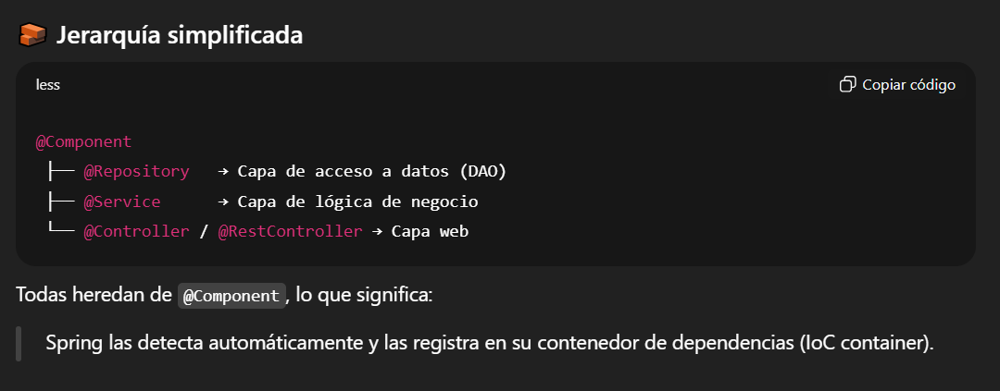 Jerarquía simplificada
less
Copiar código
@Component
├── @Repository   → Capa de acceso a datos (DAO)
├── @Service      → Capa de lógica de negocio
└── @Controller / @RestController → Capa web
Todas heredan de @Component, lo que significa:
Spring las detecta automáticamente y las registra en su contenedor de dependencias (IoC container).